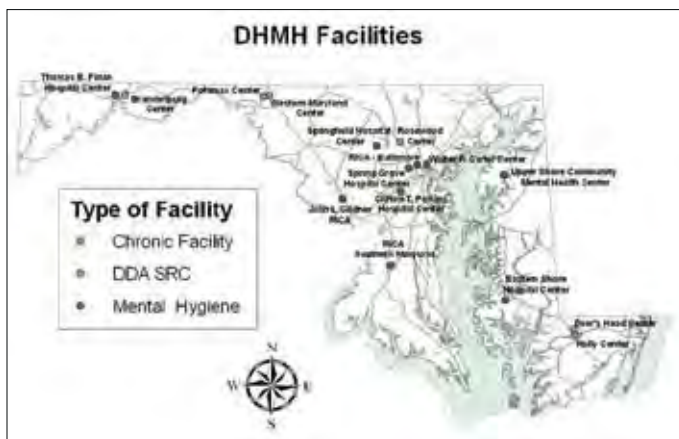 DHMH Facilities
Thomas B. Finan
Hospital Center
Brandenburg
Center
Potomac Center
Western Maryland
Center
Springfield Hospital
Center
Rosewood
Center
RICA - Baltimore
Walter P. Carter Center
Spring Grove
Hospital Center
Clifton T. Perkins
Hospital Center
John L. Gildner
RICA
Upper Shore Community
Mental Health Center
RICA
Southern Maryland
Eastern Shore
Hospital Center
Deer's Head Center
Holly Center
Type of Facility
Chronic Facility
DDA SRC
Mental Hygiene
N
W
E
S